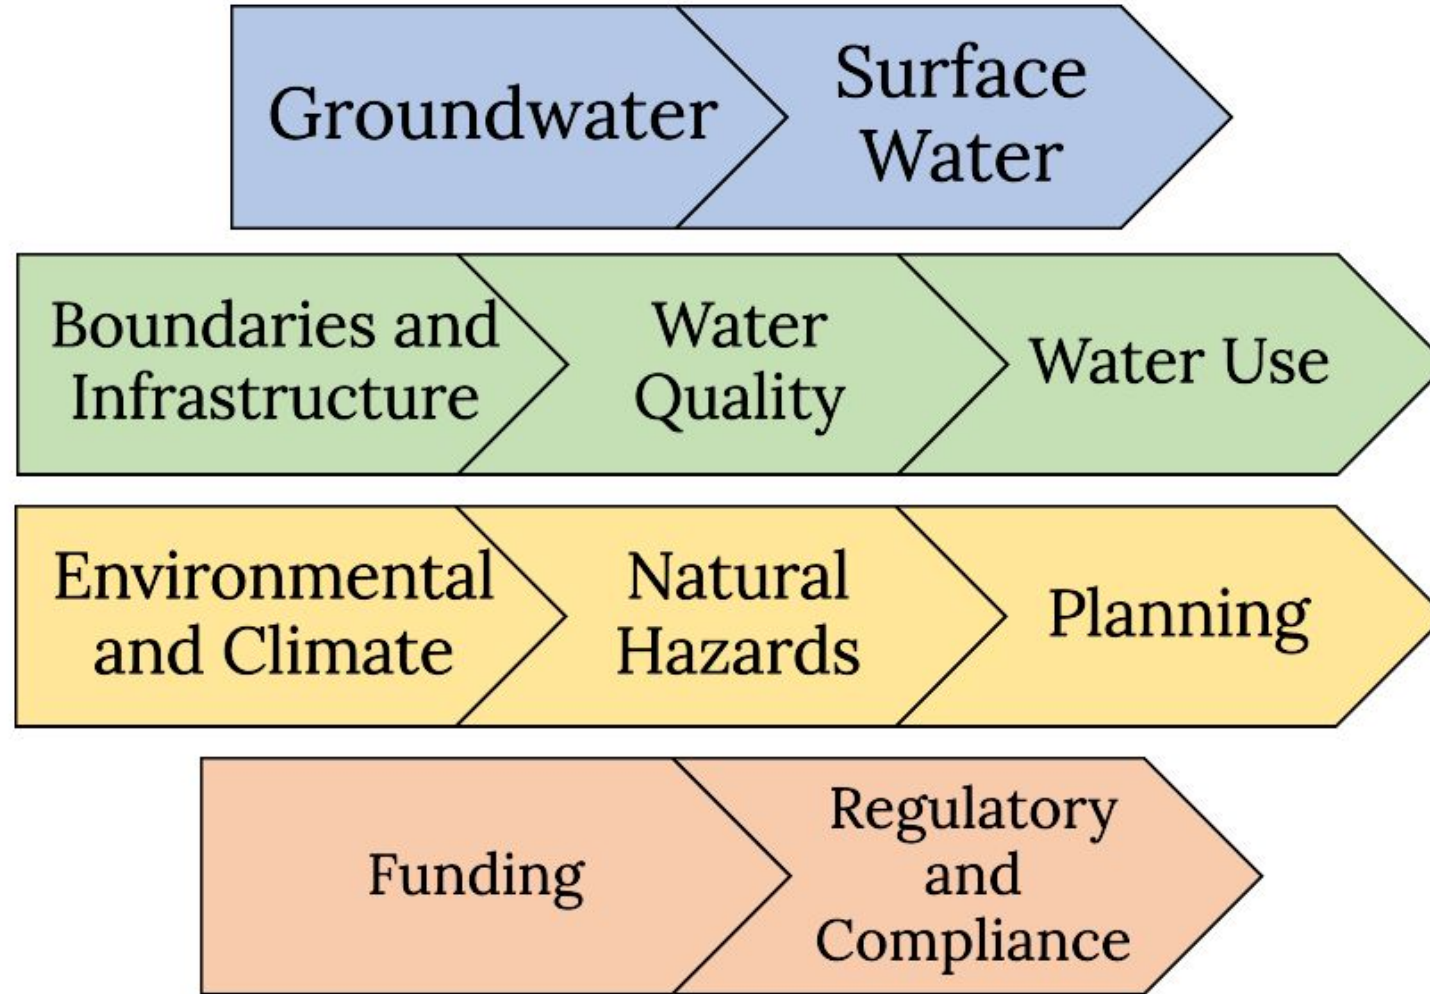 Groundwater
Surface
Water
Boundaries and
Infrastructure
Water
Quality
Water Use
Environmental
and Climate
Natural
Hazards
Planning
Funding
Regulatory
and
Compliance